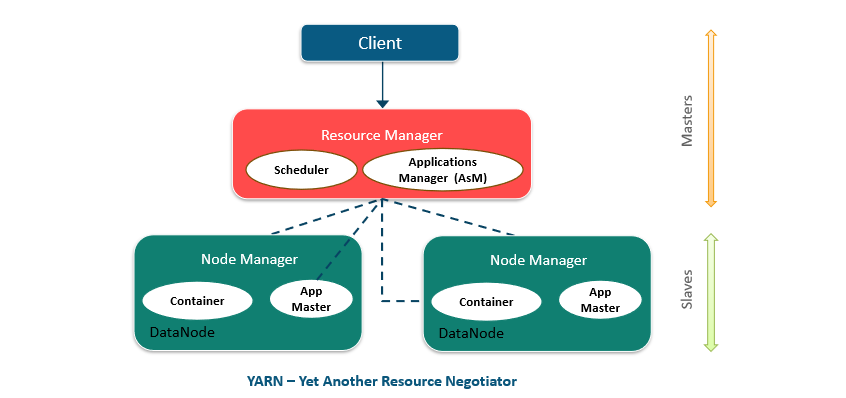 Client
Masters
Resource Manager
Scheduler
Applications
Manager (AsM)
Node Manager
Container
App
Master
DataNode
Node Manager
Container
App
Master
DataNode
Slaves
YARN – Yet Another Resource Negotiator